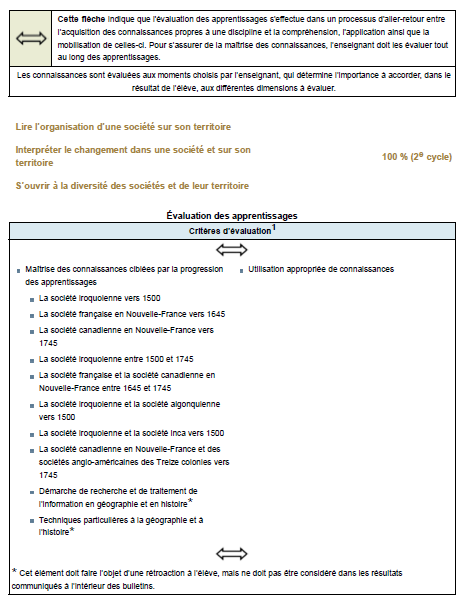 Cette flèche indique que l'évaluation des apprentissages s'effectue dans un processus d'aller-retour entre
l'acquisition des connaissances propres à une discipline et la compréhension, l'application ainsi que la
mobilisation de celles-ci. Pour s'assurer de la maîtrise des connaissances, l'enseignant doit les évaluer tout
au long des apprentissages.
Les connaissances sont évaluées aux moments choisis par l'enseignant, qui détermine l'importance à accorder, dans le
résultat de l'élève, aux différentes dimensions à évaluer.
Lire l'organisation d'une société sur son territoire
Interpréter le changement dans une société et sur son
territoire
100 % (2e cycle)
S'ouvrir à la diversité des sociétés et de leur territoire
Évaluation des apprentissages
Critères d'évaluation1
Maîtrise des connaissances ciblées par la progression
des apprentissages
La société iroquoienne vers 1500
La société française en Nouvelle-France vers 1645
La société canadienne en Nouvelle-France vers
1745
La société iroquoienne entre 1500 et 1745
La société française et la société canadienne en
Nouvelle-France entre 1645 et 1745
La société iroquoienne et la société algonquienne
vers 1500
La société iroquoienne et la société inca vers 1500
La société canadienne en Nouvelle-France et des
sociétés anglo-américaines des Treize colonies vers
1745
Démarche de recherche et de traitement de
l'information en géographie et en histoire*
Techniques particulières à la géographie et à
l'histoire*
Utilisation appropriée de connaissances
* Cet élément doit faire l'objet d'une rétroaction à l'élève, mais ne doit pas être considéré dans les résultats
communiqués à l'intérieur des bulletins.